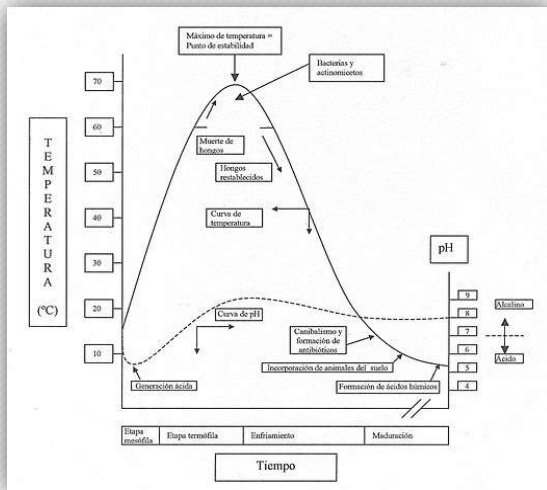 Máximo de temperatura =
Punto de estabilidad
Bacterias y
actinomicetos
70
60
50
40
30
20
10
TEMPERATURA
(ºC)
Muerte de
hongos
Hongos
restablecidos
Curva de
temperatura
pH
9
8
7
6
5
4
Alcalino
Ácido
Curva de pH
Canibalismo y
formación de
antibióticos
Incorporación de animales del suelo
Generación ácida
Formación de ácidos húmicos
Etapa
mesófila
Etapa termófila
Enfriamiento
Maduración
Tiempo